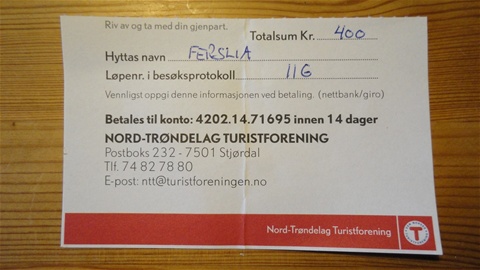 Riv av og ta med din gjenpart.
Totalsum Kr. 400
Hyttas navn FERSLIA
Løpenr. i besøksprotokoll 116
Vennligst oppgi denne informasjonen ved betaling. (nettbank/giro)
Betales til konto: 4202.14.71695 innen 14 dager
NORD-TRØNDELAG TURISTFORENING
Postboks 232 - 7501 Stjørdal
Tlf. 74 82 78 80
E-post: ntt@turistforeningen.no
Nord-Trøndelag Turistforening T